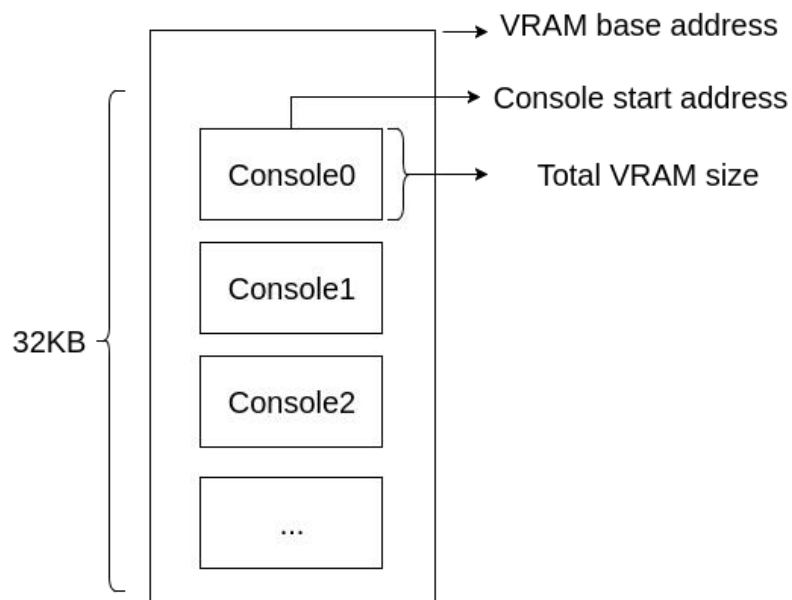 VRAM base address
Console start address
Console0
Total VRAM size
Console1
32KB
Console2
...